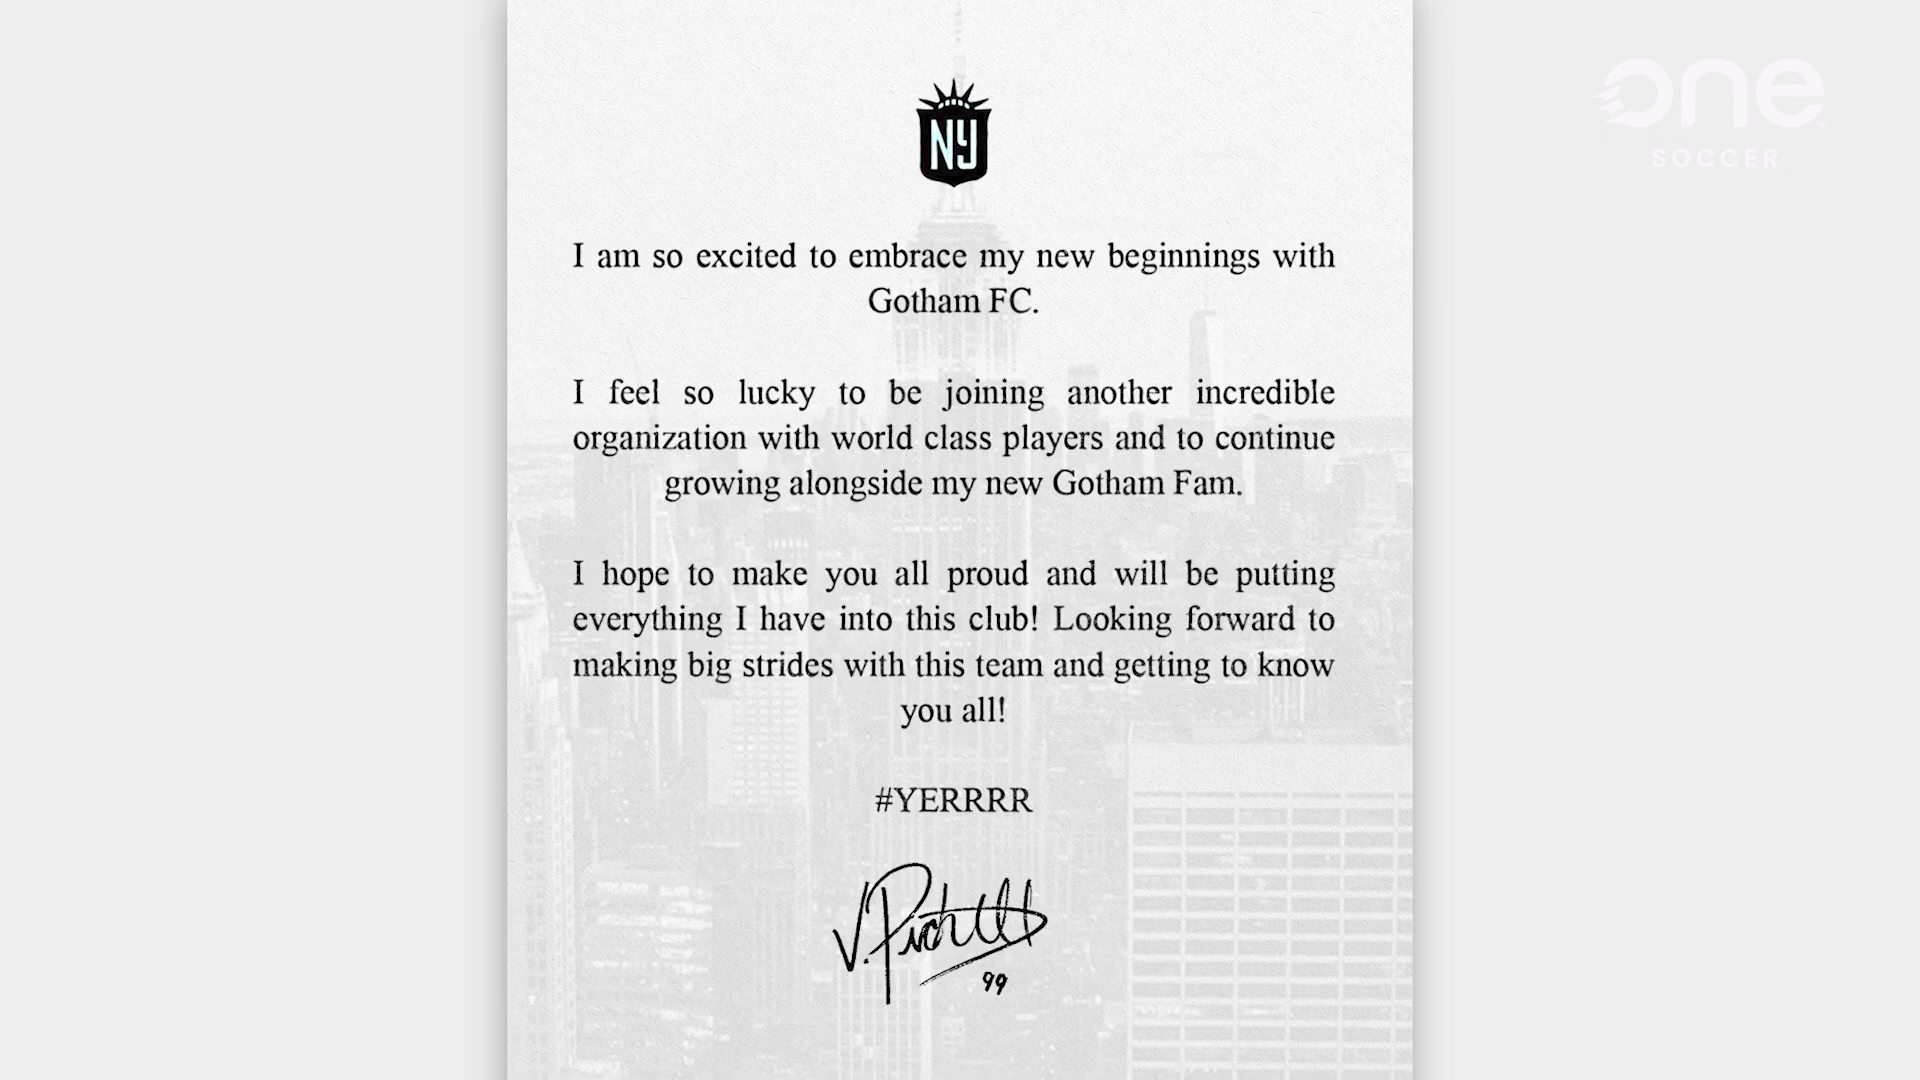 one
SOCCER
NY
I am so excited to embrace my new beginnings with
Gotham FC.
I feel so lucky to be joining another incredible
organization with world class players and to continue
growing alongside my new Gotham Fam.
I hope to make you all proud and will be putting
everything I have into this club! Looking forward to
making big strides with this team and getting to know
you all!
#YERRRR
99